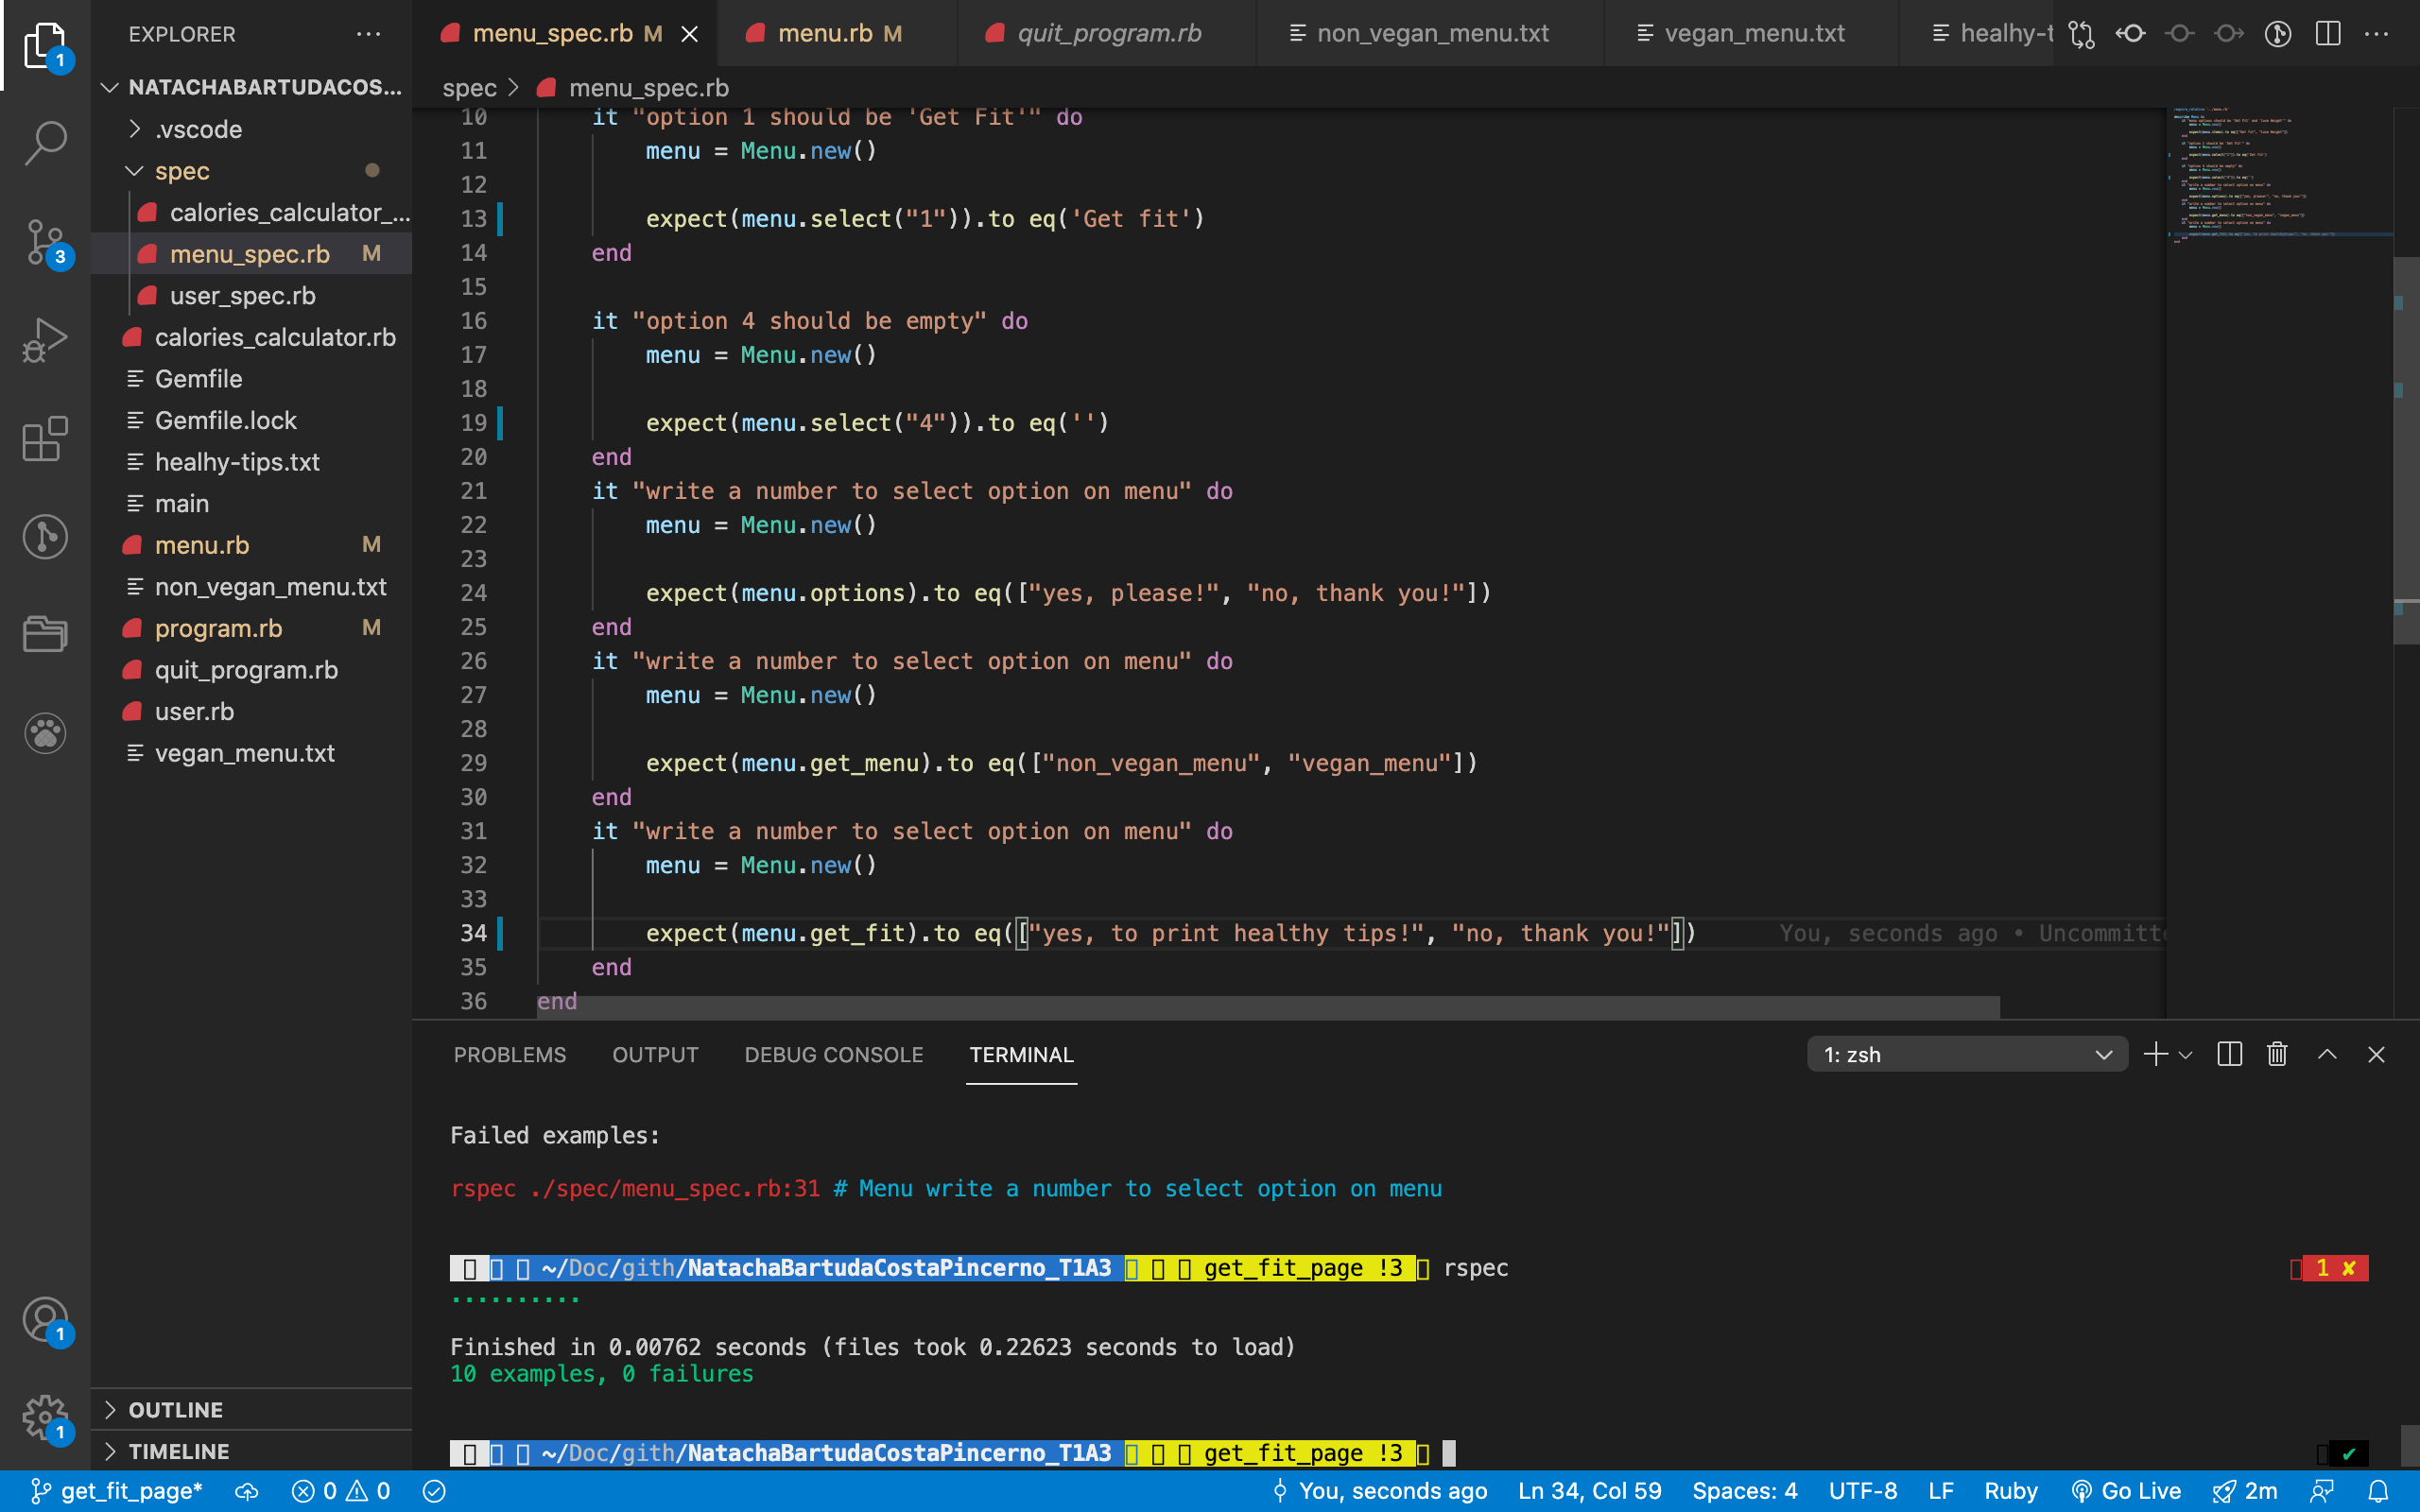 EXPLORER
menu_spec.rb M
menu.rb M
quit_program.rb
non_vegan_menu.txt
vegan_menu.txt
healhy-t
NATACHABARTUDACOS...
.vscode
spec
calories_calculator_...
menu_spec.rb M
user_spec.rb
calories_calculator.rb
Gemfile
Gemfile.lock
healhy-tips.txt
main
menu.rb M
non_vegan_menu.txt
program.rb M
quit_program.rb
user.rb
vegan_menu.txt
OUTLINE
TIMELINE
1
3
1
1
spec > menu_spec.rb
10 it "option 1 should be 'Get Fit'" do
11 menu = Menu.new()
12
13 expect(menu.select("1")).to eq('Get fit')
14 end
15
16 it "option 4 should be empty" do
17 menu = Menu.new()
18
19 expect(menu.select("4")).to eq('')
20 end
21 it "write a number to select option on menu" do
22 menu = Menu.new()
23
24 expect(menu.options).to eq(["yes, please!", "no, thank you!"])
25 end
26 it "write a number to select option on menu" do
27 menu = Menu.new()
28
29 expect(menu.get_menu).to eq(["non_vegan_menu", "vegan_menu"])
30 end
31 it "write a number to select option on menu" do
32 menu = Menu.new()
33
34 expect(menu.get_fit).to eq(["yes, to print healthy tips!", "no, thank you!"]) You, seconds ago • Uncommitt
35 end
36 end
PROBLEMS OUTPUT DEBUG CONSOLE TERMINAL 1: zsh
Failed examples:
rspec ./spec/menu_spec.rb:31 # Menu write a number to select option on menu
~/Doc/gith/NatachaBartudaCostaPincerno_T1A3 get_fit_page !3 rspec 1 ✘
..........
Finished in 0.00762 seconds (files took 0.22623 seconds to load)
10 examples, 0 failures
~/Doc/gith/NatachaBartudaCostaPincerno_T1A3 get_fit_page !3 ✔
get_fit_page* 0 0 You, seconds ago Ln 34, Col 59 Spaces: 4 UTF-8 LF Ruby Go Live 2m